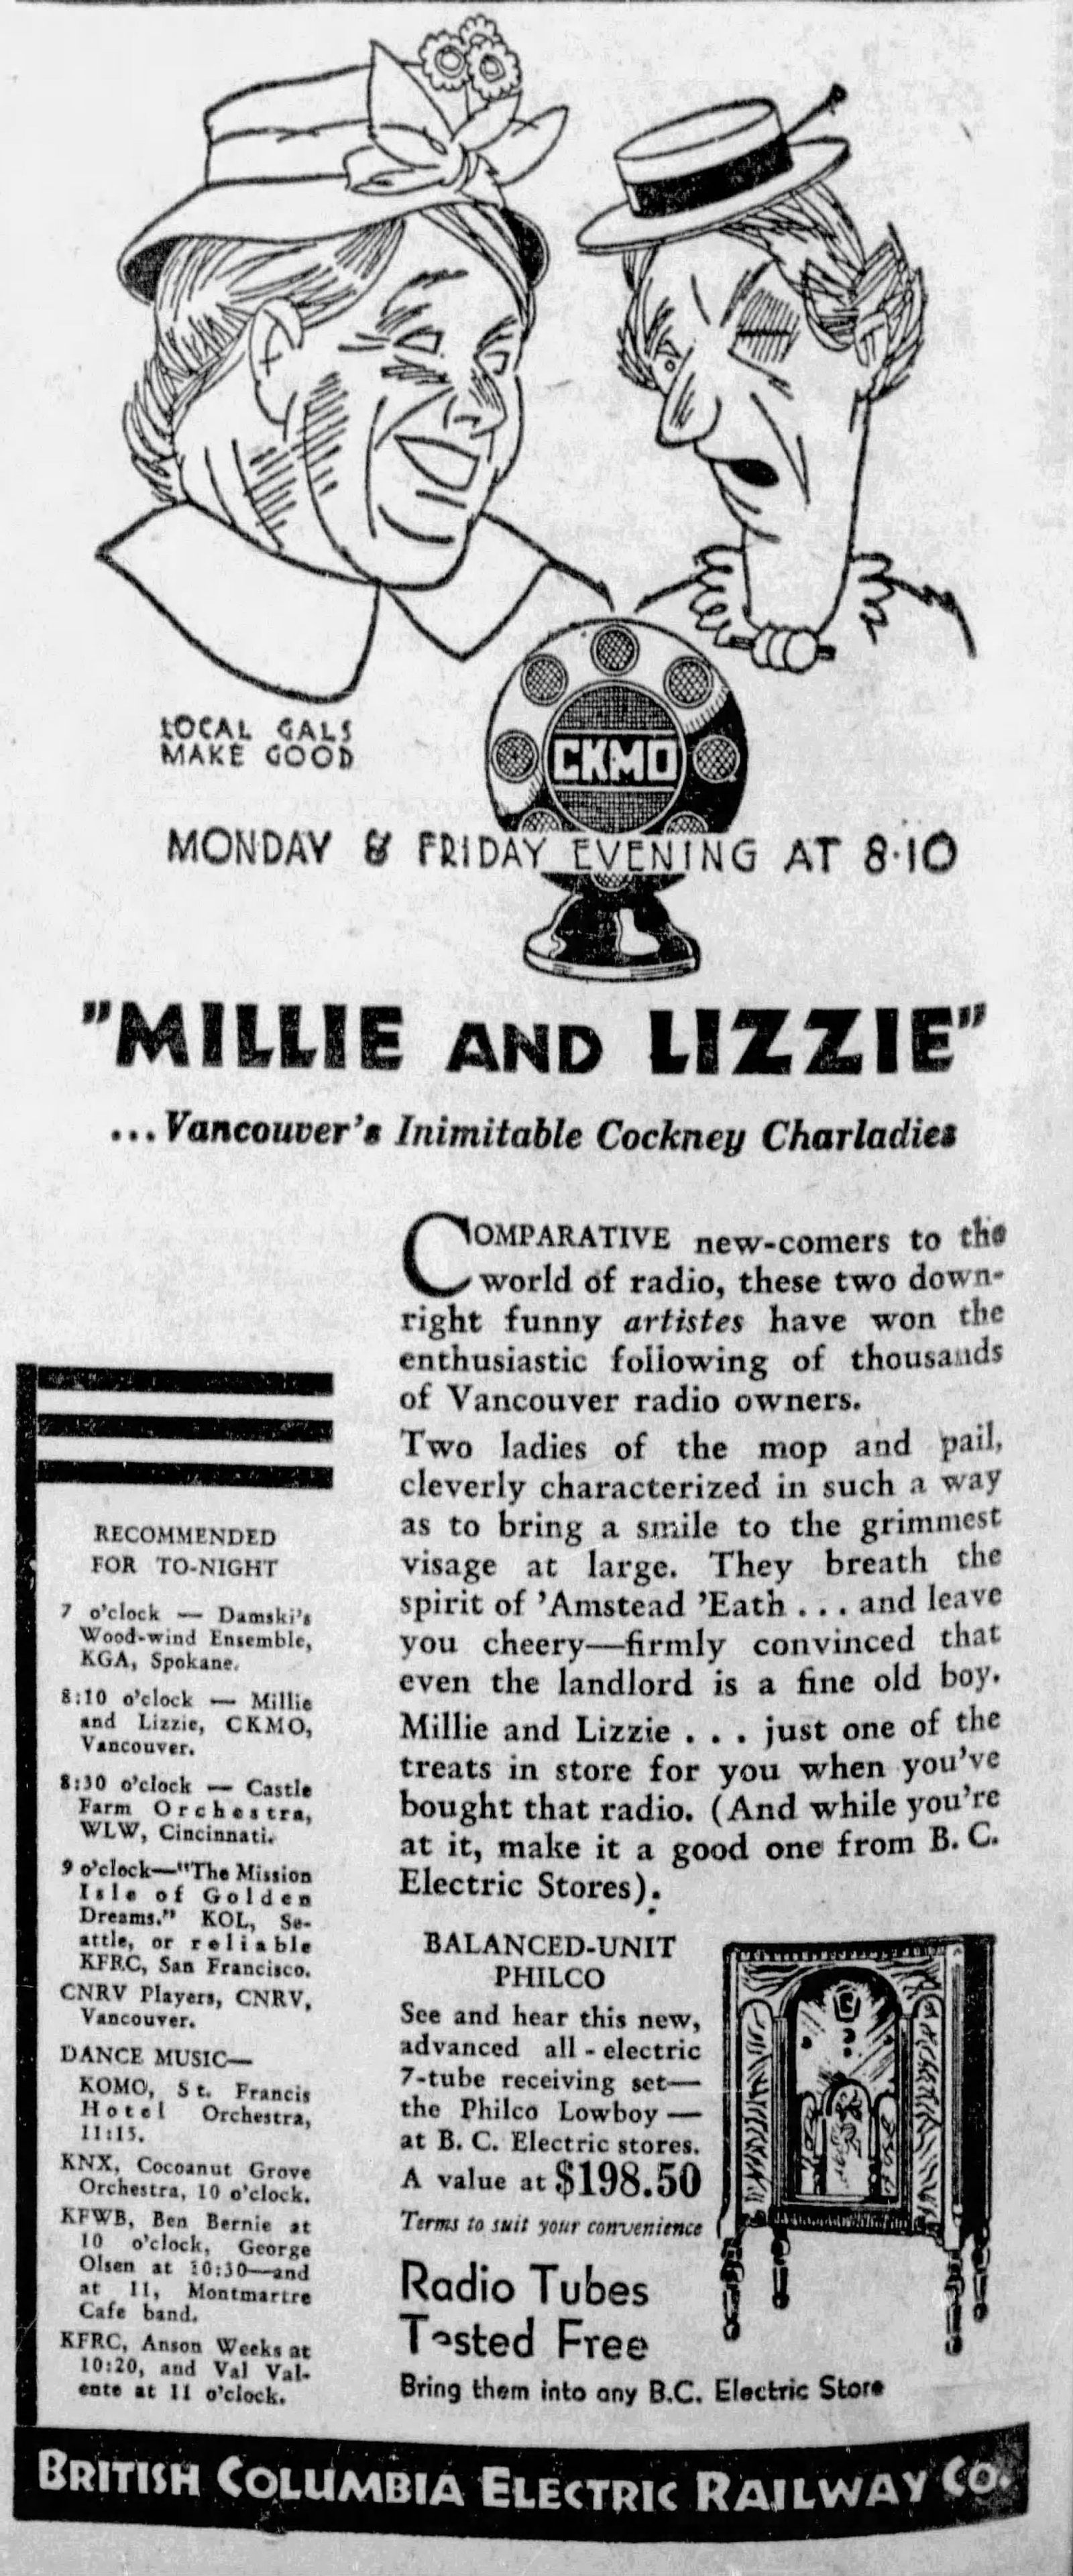 LOCAL GALS
MAKE GOOD
CKMO
MONDAY & FRIDAY EVENING AT 8·10
"MILLIE AND LIZZIE"
...Vancouver's Inimitable Cockney Charladies
COMPARATIVE new-comers to the
world of radio, these two down-
right funny artistes have won the
enthusiastic following of thousands
of Vancouver radio owners.
Two ladies of the mop and pail,
cleverly characterized in such a way
as to bring a smile to the grimmest
visage at large. They breath the
spirit of 'Amstead 'Eath . . . and leave
you cheery—firmly convinced that
even the landlord is a fine old boy.
Millie and Lizzie . . . just one of the
treats in store for you when you've
bought that radio. (And while you're
at it, make it a good one from B. C.
Electric Stores).
RECOMMENDED
FOR TO-NIGHT
7 o'clock — Damski's
Wood-wind Ensemble,
KGA, Spokane.
8:10 o'clock — Millie
and Lizzie, CKMO,
Vancouver.
8:30 o'clock — Castle
Farm Orchestra,
WLW, Cincinnati.
9 o'clock—"The Mission
Isle of Golden
Dreams." KOL, Se-
attle, or reliable
KFRC, San Francisco.
CNRV Players, CNRV,
Vancouver.
DANCE MUSIC—
KOMO, St. Francis
Hotel Orchestra,
11:15.
KNX, Cocoanut Grove
Orchestra, 10 o'clock.
KFWB, Ben Bernie at
10 o'clock, George
Olsen at 10:30—and
at 11, Montmartre
Cafe band.
KFRC, Anson Weeks at
10:20, and Val Val-
ente at 11 o'clock.
BALANCED-UNIT
PHILCO
See and hear this new,
advanced all-electric
7-tube receiving set—
the Philco Lowboy —
at B. C. Electric stores.
A value at $198.50
Terms to suit your convenience
Radio Tubes
Tested Free
Bring them into any B.C. Electric Store
BRITISH COLUMBIA ELECTRIC RAILWAY CO.